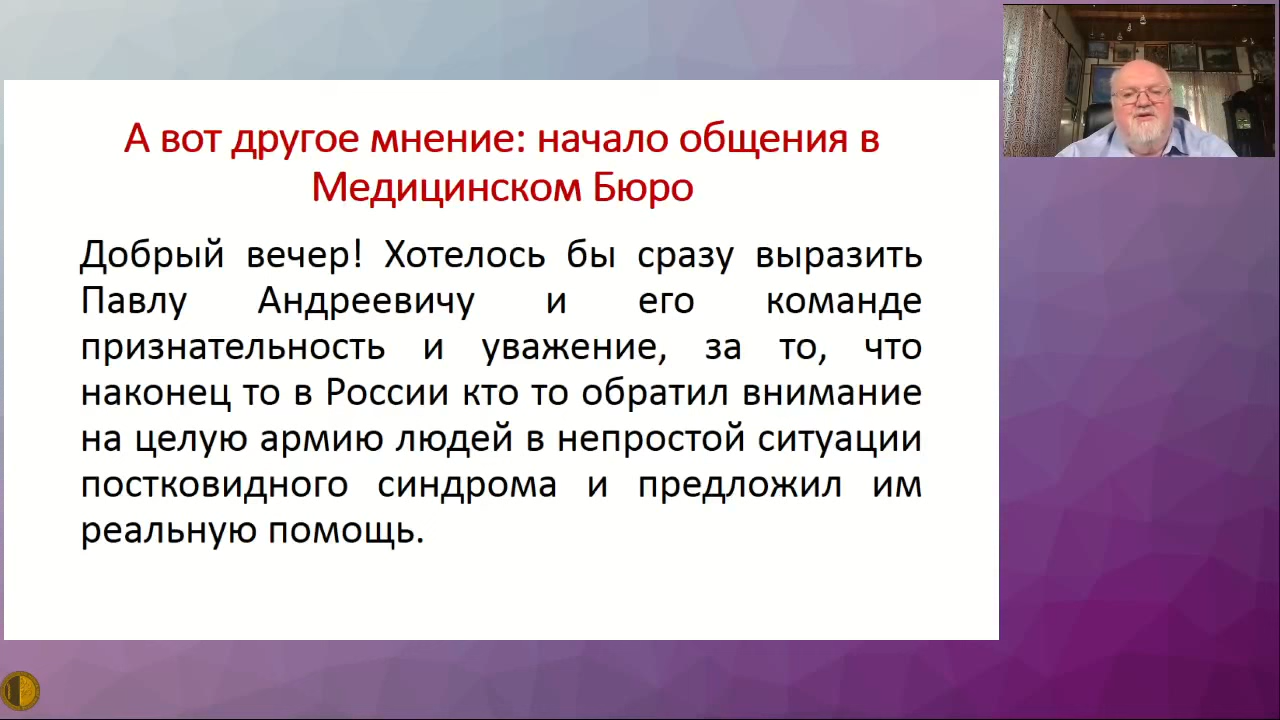 А вот другое мнение: начало общения в
Медицинском Бюро
Добрый вечер! Хотелось бы сразу выразить
Павлу Андреевичу и его команде
признательность и уважение, за то, что
наконец то в России кто то обратил внимание
на целую армию людей в непростой ситуации
постковидного синдрома и предложил им
реальную помощь.